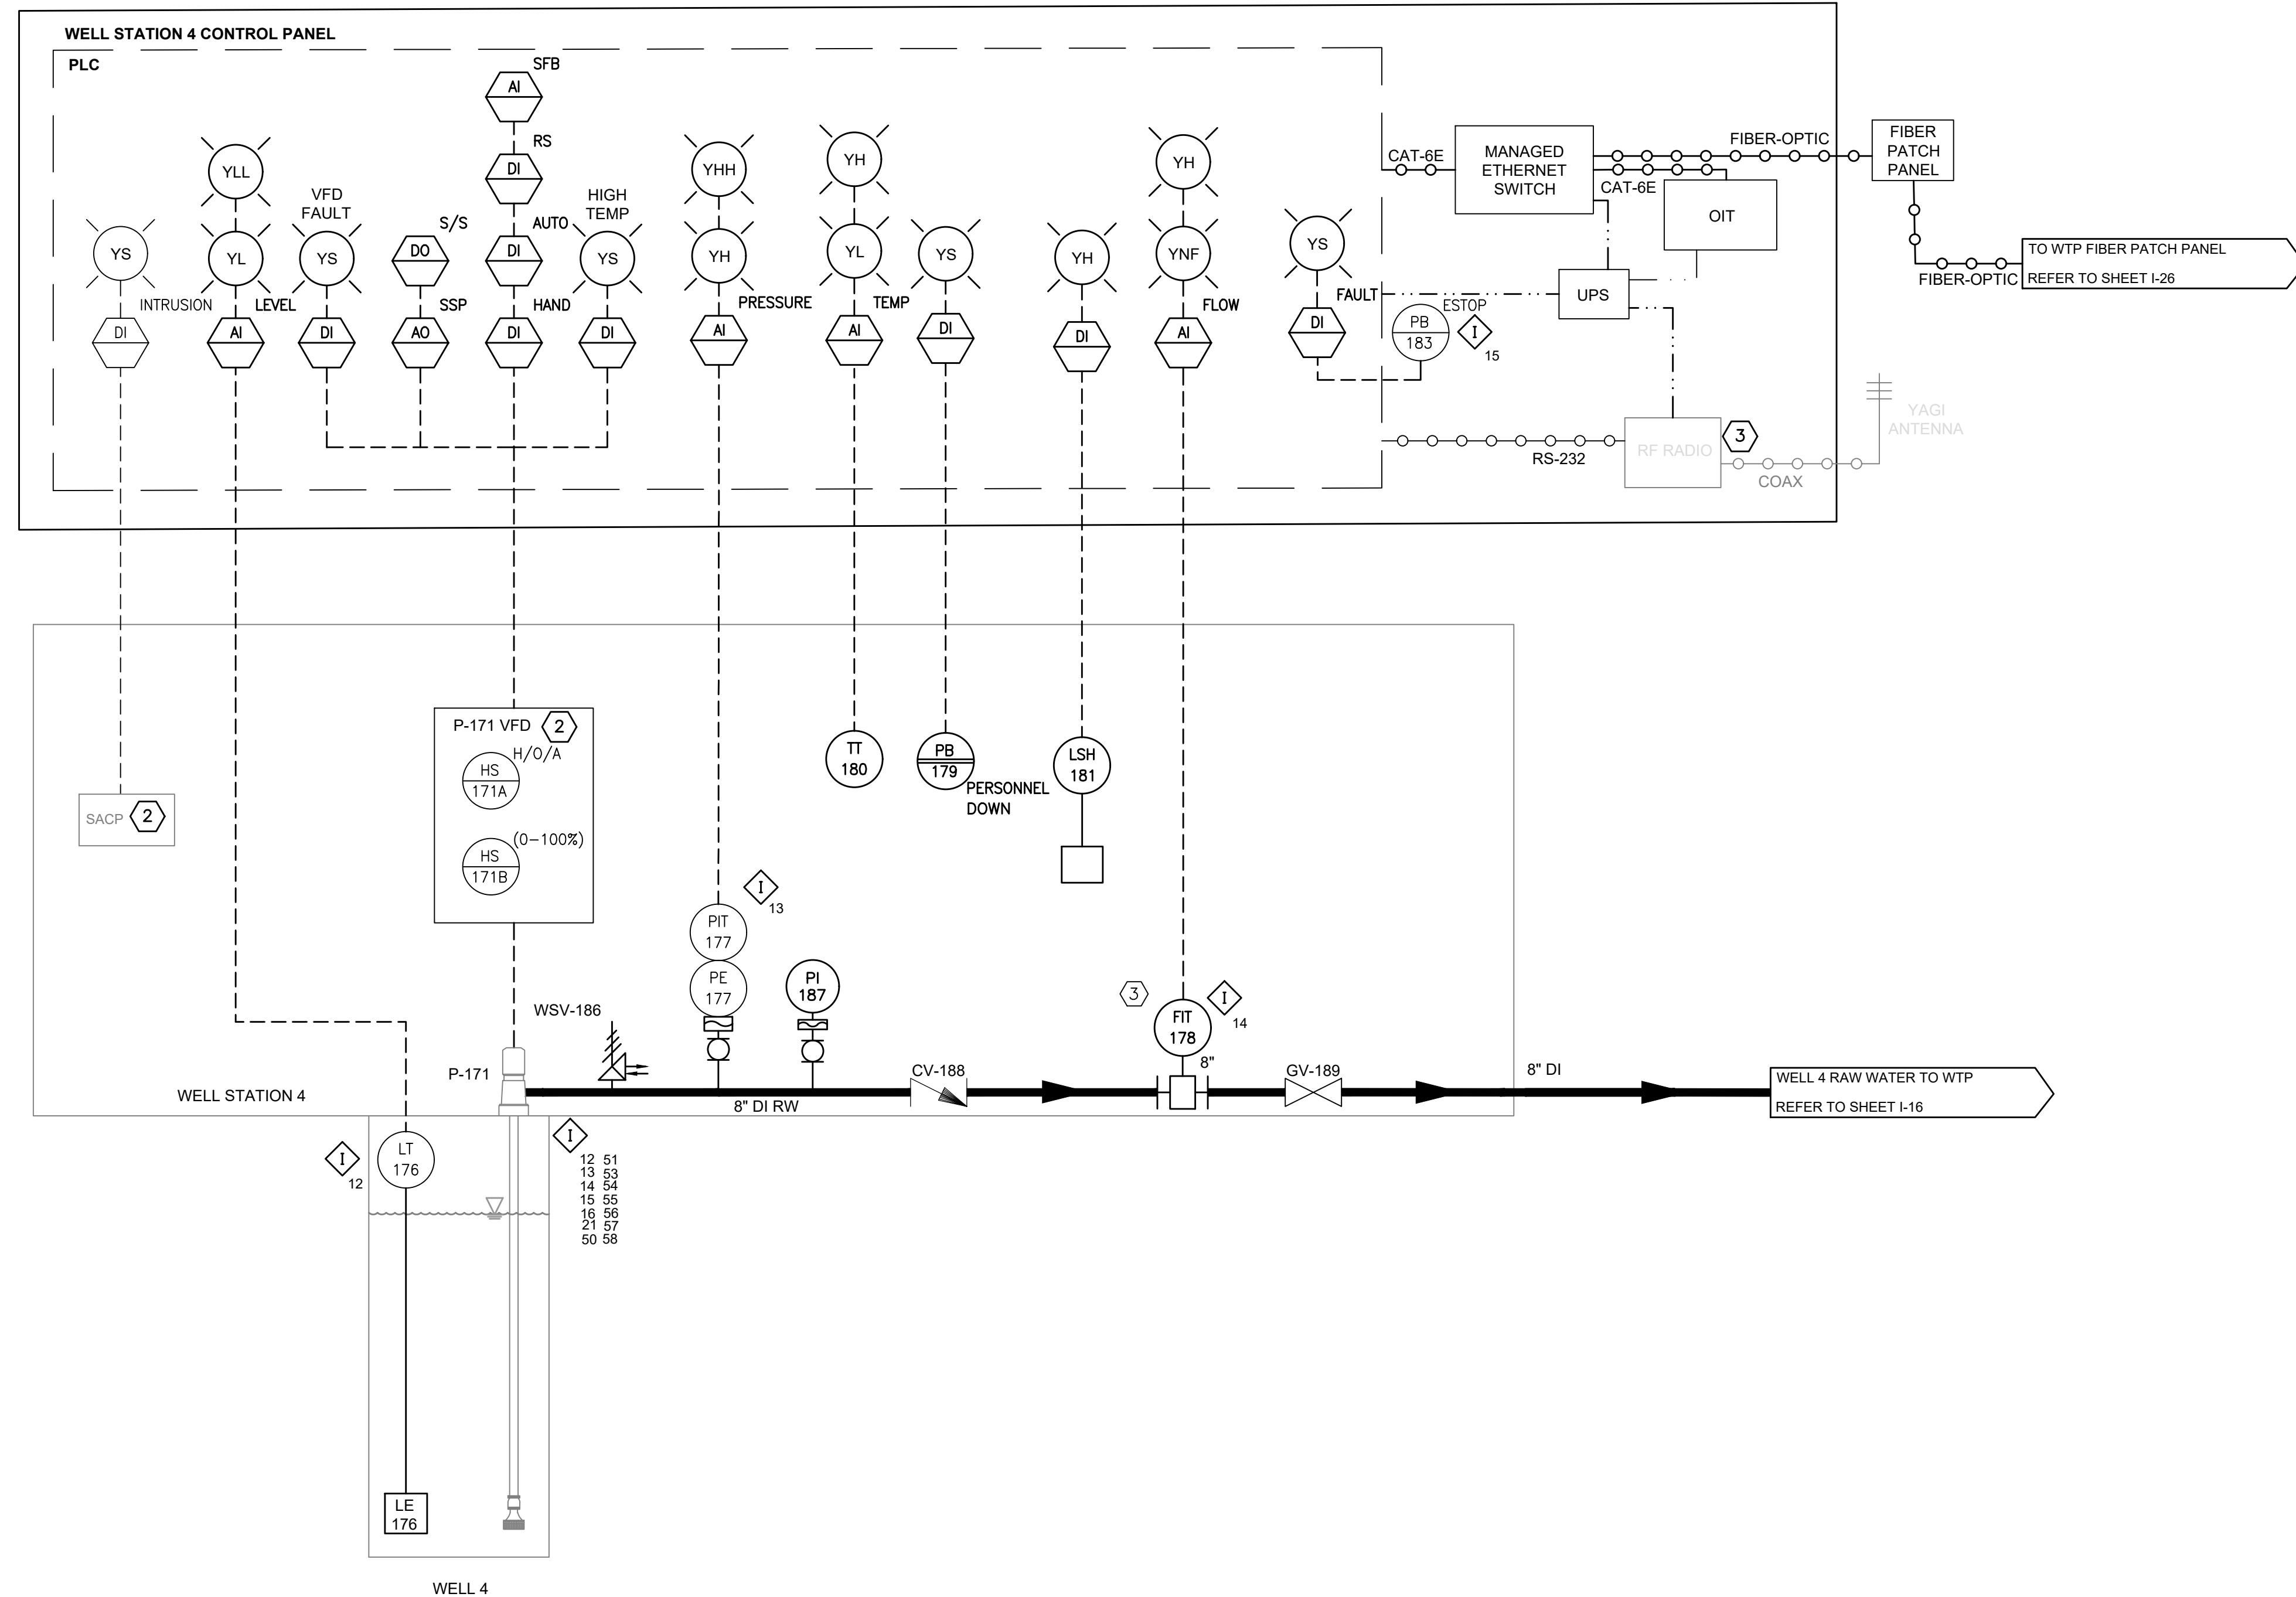 WELL STATION 4 CONTROL PANEL
PLC
SFB
AI
RS
DI
AUTO
DI
HAND
DI
YS
INTRUSION
DI
YLL
YL
LEVEL
AI
VFD
FAULT
YS
DI
S/S
DO
SSP
AO
HIGH
TEMP
YS
DI
YHH
YH
PRESSURE
AI
YH
YL
TEMP
AI
YS
DI
YH
DI
YH
YNF
FLOW
AI
YS
FAULT
DI
PB
183
ESTOP
I
15
CAT-6E
MANAGED
ETHERNET
SWITCH
FIBER-OPTIC
CAT-6E
OIT
UPS
FIBER
PATCH
PANEL
FIBER-OPTIC
TO WTP FIBER PATCH PANEL
REFER TO SHEET I-26
RS-232
RF RADIO
3
COAX
YAGI
ANTENNA
P-171 VFD
2
HS
171A
H/O/A
HS
171B
(0-100%)
SACP
2
TT
180
PB
179
PERSONNEL
DOWN
LSH
181
I
13
PIT
177
PE
177
PI
187
3
FIT
178
I
14
WSV-186
P-171
WELL STATION 4
8" DI RW
CV-188
8"
GV-189
8" DI
WELL 4 RAW WATER TO WTP
REFER TO SHEET I-16
I
12
LT
176
I
12 51
13 53
14 54
15 55
16 56
21 57
50 58
LE
176
WELL 4